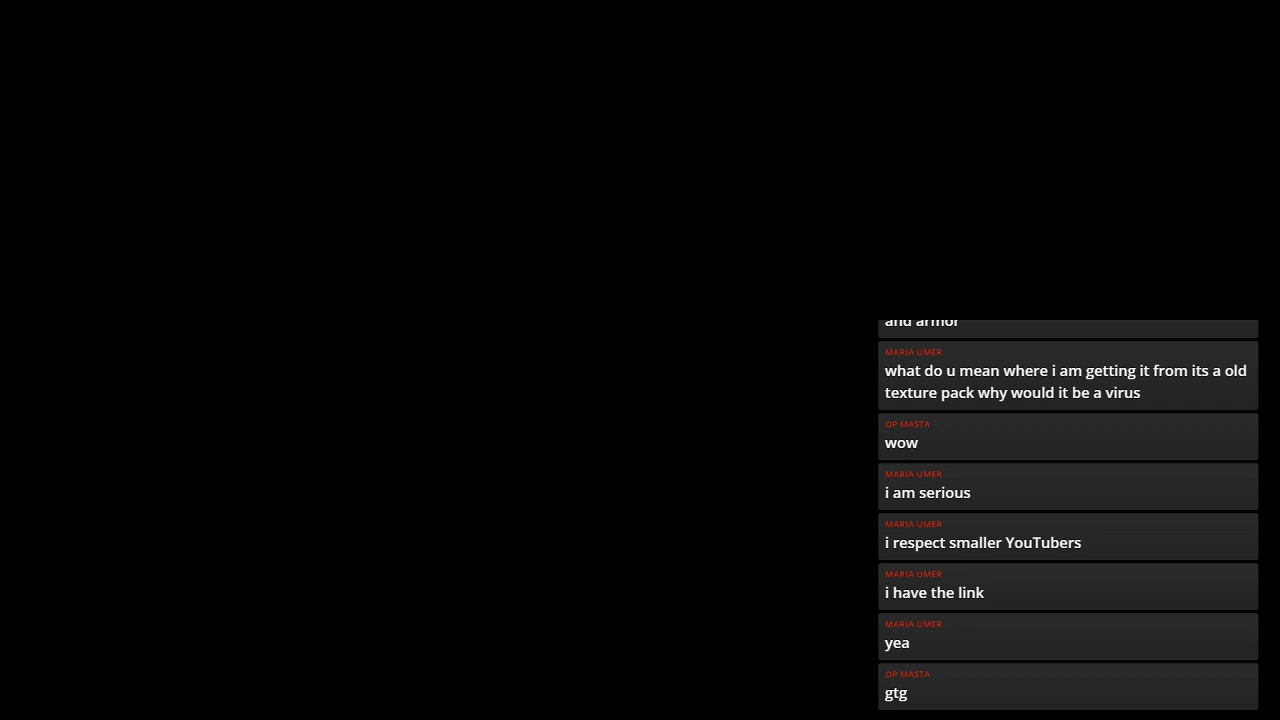 and armor
MARIA UMER
what do u mean where i am getting it from its a old
texture pack why would it be a virus
OP MASTA
wow
MARIA UMER
i am serious
MARIA UMER
i respect smaller YouTubers
MARIA UMER
i have the link
MARIA UMER
yea
OP MASTA
gtg